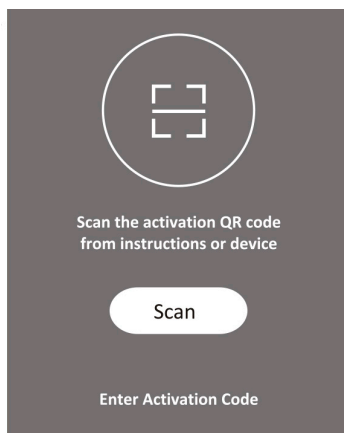 Scan the activation QR code
from instructions or device
Scan
Enter Activation Code